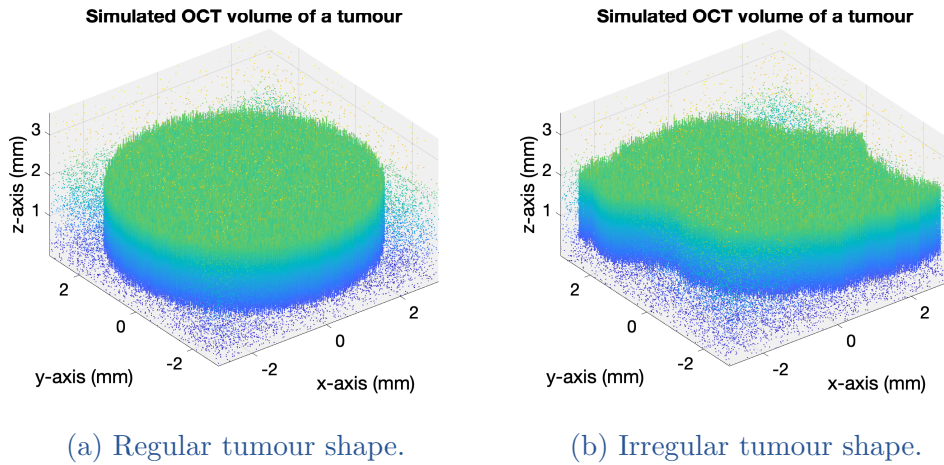 Simulated OCT volume of a tumour
3
2
1
z-axis (mm)
2
0
-2
y-axis (mm)
-2
0
2
x-axis (mm)
(a) Regular tumour shape.
Simulated OCT volume of a tumour
3
2
1
z-axis (mm)
2
0
-2
y-axis (mm)
-2
0
2
x-axis (mm)
(b) Irregular tumour shape.